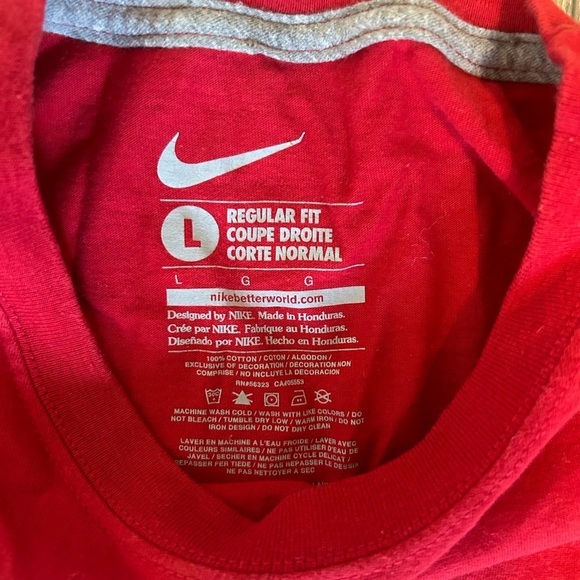 L
REGULAR FIT
COUPE DROITE
CORTE NORMAL
L G G
nikebetterworld.com
Designed by NIKE. Made in Honduras.
Crée par NIKE. Fabrique au Honduras.
Diseñado por NIKE. Hecho en Honduras.
100% COTTON / COTON / ALGODON /
EXCLUSIVE OF DECORATION / DECORATION NON
COMPRISE / NO INCLUYE LA DECORACION
RN#56323 CA#05553
MACHINE WASH COLD / WASH WITH LIKE COLORS / DO
NOT BLEACH / TUMBLE DRY LOW / WARM IRON / DO NOT
IRON DESIGN / DO NOT DRY CLEAN
LAVER EN MACHINE A L'EAU FROIDE / LAVER AVEC
COULEURS SIMILAIRES / NE PAS UTILISER D'EAU DE
JAVEL / SECHER EN MACHINE CYCLE DELICAT /
REPASSER FER TIEDE / NE PAS REPASSER LE DESSIN
NE PAS NETTOYER A SEC